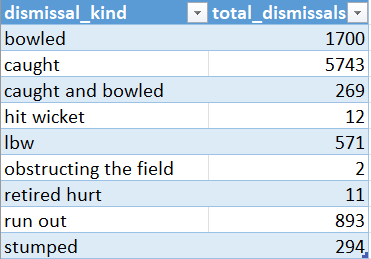 dismissal_kind total_dismissals
bowled 1700
caught 5743
caught and bowled 269
hit wicket 12
lbw 571
obstructing the field 2
retired hurt 11
run out 893
stumped 294